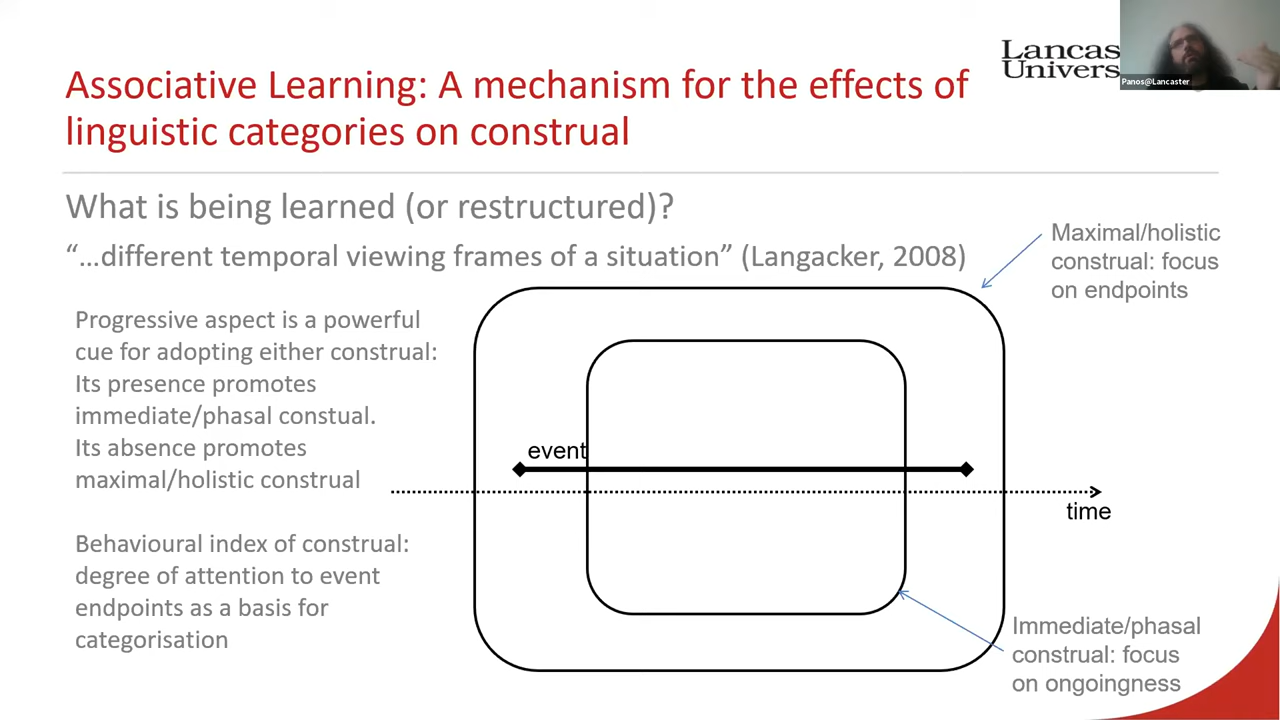 Associative Learning: A mechanism for the effects of
linguistic categories on construal
Lancas
Univers
Panos@Lancaster
What is being learned (or restructured)?
“…different temporal viewing frames of a situation” (Langacker, 2008)
Maximal/holistic
construal: focus
on endpoints
Progressive aspect is a powerful
cue for adopting either construal:
Its presence promotes
immediate/phasal constual.
Its absence promotes
maximal/holistic construal
event
time
Behavioural index of construal:
degree of attention to event
endpoints as a basis for
categorisation
Immediate/phasal
construal: focus
on ongoingness